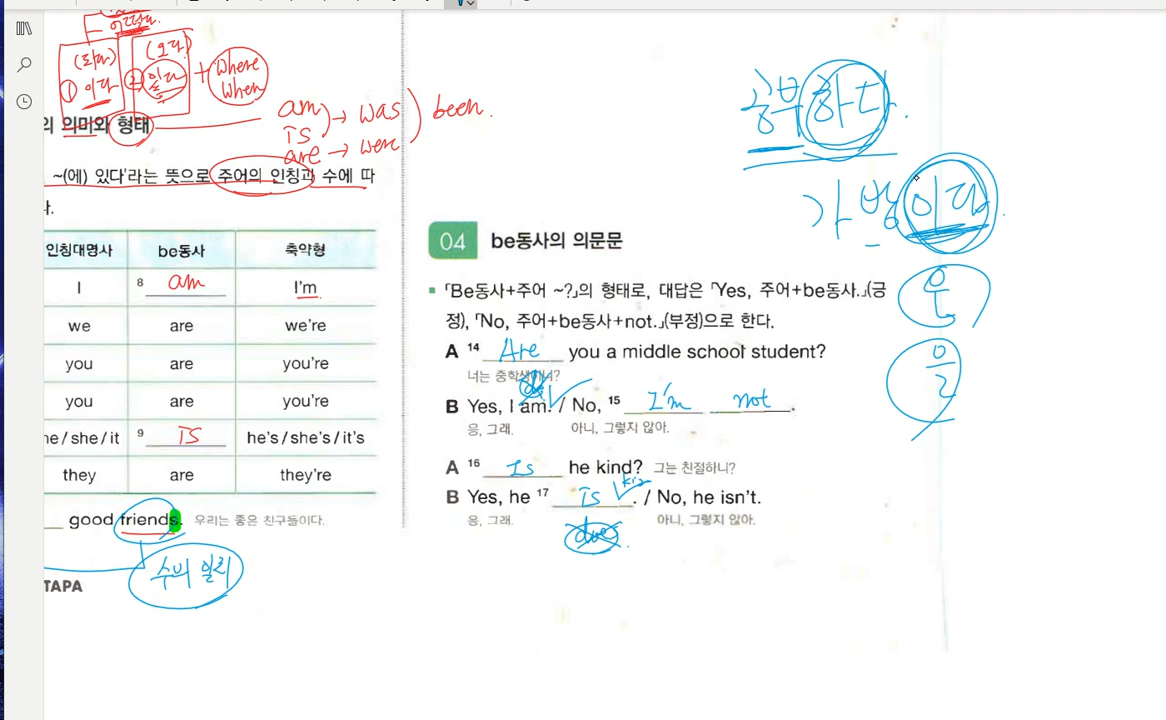 어떻다.
(되다)
(오다)
① 이다
② 있다
+
where
when
의 의미와 형태
am
is
are
→ was
→ were
been.
~(에) 있다'라는 뜻으로 주어의 인칭과 수에 따
다.
인칭대명사 be동사 축약형
I 8 am I'm
we are we're
you are you're
you are you're
he / she / it 9 is he's / she's / it's
they are they're
good friends. 우리는 좋은 친구들이다.
수의 일치
TAPA
공부하다.
가방이다.
04 be동사의 의문문
▪ 「Be동사+주어 ~?」의 형태로, 대답은 「Yes, 주어+be동사.」(긍
정), 「No, 주어+be동사+not.」(부정)으로 한다.
A 14 Are you a middle school student?
너는 중학생이니?
B Yes, I am. / No, 15 I'm not.
응, 그래. 아니, 그렇지 않아.
A 16 Is he kind? 그는 친절하니?
B Yes, he 17 is. / No, he isn't.
응, 그래. 아니, 그렇지 않아.
does